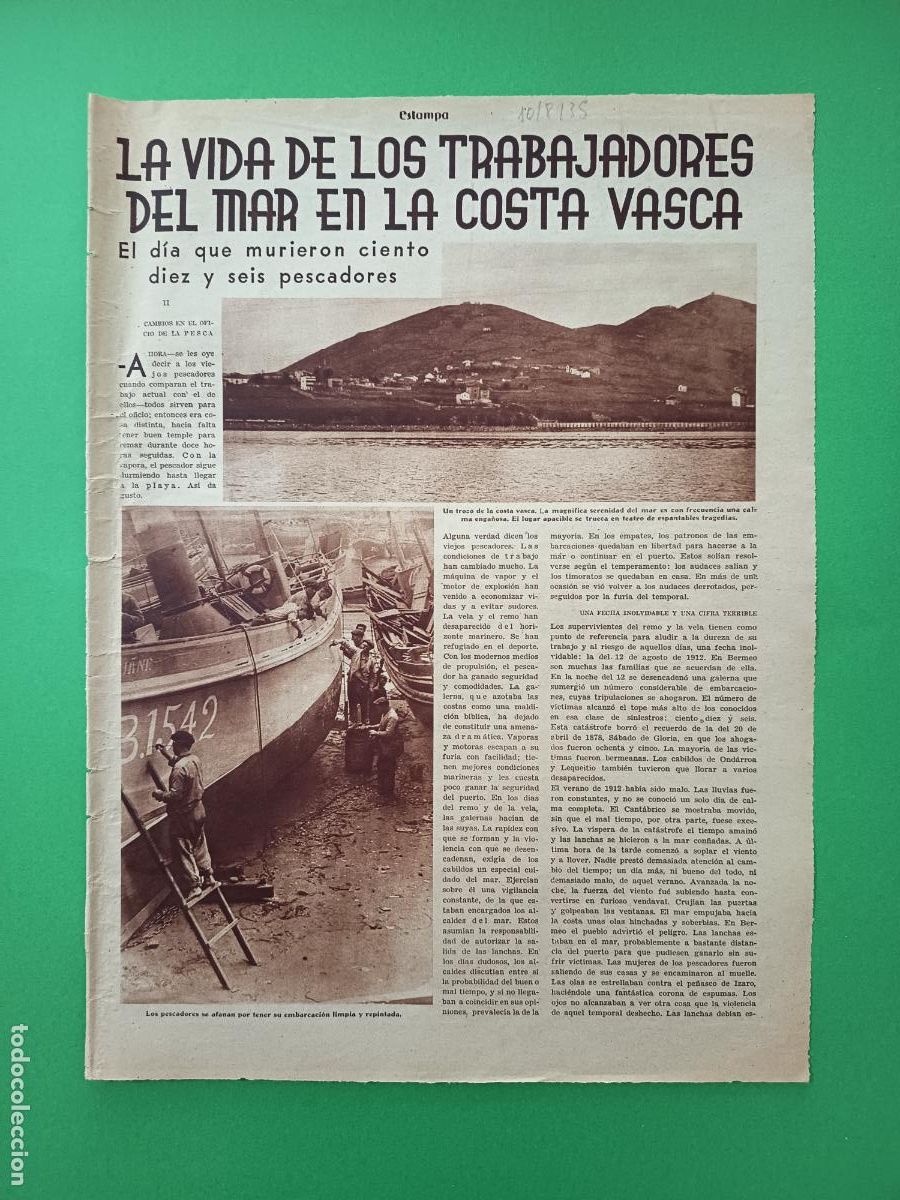 Estampa
10/8/35
LA VIDA DE LOS TRABAJADORES
DEL MAR EN LA COSTA VASCA
El día que murieron ciento
diez y seis pescadores
II
CAMBIOS EN EL OFI-
CIO DE LA PESCA
-AHORA—se les oye
decir a los vie-
jos pescadores
cuando comparan el tra-
bajo actual con el de
ellos—todos sirven para
el oficio; entonces era co-
sa distinta, hacía falta
tener buen temple para
remar durante doce ho-
ras seguidas. Con la
vapora, el pescador sigue
durmiendo hasta llegar
a la playa. Así da
gusto.
Un trozo de la costa vasca. La magnífica serenidad del mar es con frecuencia una cal-
ma engañosa. El lugar apacible se trueca en teatro de espantables tragedias.
B.1542
Los pescadores se afanan por tener su embarcación limpia y repintada.
Alguna verdad dicen los
viejos pescadores. Las
condiciones de trabajo
han cambiado mucho. La
máquina de vapor y el
motor de explosión han
venido a economizar vi-
das y a evitar sudores.
La vela y el remo han
desaparecido del hori-
zonte marinero. Se han
refugiado en el deporte.
Con los modernos medios
de propulsión, el pesca-
dor ha ganado seguridad
y comodidades. La ga-
lerna, que azotaba las
costas como una maldi-
ción bíblica, ha dejado
de constituir una amena-
za dramática. Vaporas
y motoras escapan a su
furia con facilidad; tie-
nen mejores condiciones
marineras y les cuesta
poco ganar la seguridad
del puerto. En los días
del remo y de la vela,
las galernas hacían de
las suyas. La rapidez con
que se forman y la vio-
lencia con que se desen-
cadenan, exigía de los
cabildos un especial cui-
dado del mar. Ejercían
sobre él una vigilancia
constante, de la que es-
taban encargados los al-
caldes del mar. Estos
asumían la responsabili-
dad de autorizar la sa-
lida de las lanchas. En
los días dudosos, los al-
caldes discutían entre sí
la probabilidad del buen o
mal tiempo, y si no llega-
ban a coincidir en sus opi-
niones, prevalecía la de la
mayoría. En los empates, los patronos de las em-
barcaciones quedaban en libertad para hacerse a la
mar o continuar en el puerto. Estos solían resol-
verse según el temperamento: los audaces salían y
los timoratos se quedaban en casa. En más de una
ocasión se vió volver a los audaces derrotados, per-
seguidos por la furia del temporal.
UNA FECHA INOLVIDABLE Y UNA CIFRA TERRIBLE
Los supervivientes del remo y la vela tienen como
punto de referencia para aludir a la dureza de su
trabajo y al riesgo de aquellos días, una fecha inol-
vidable: la del 12 de agosto de 1912. En Bermeo
son muchas las familias que se acuerdan de ella.
En la noche del 12 se desencadenó una galerna que
sumergió un número considerable de embarcacio-
nes, cuyas tripulaciones se ahogaron. El número de
víctimas alcanzó el tope más alto de los conocidos
en esa clase de siniestros: ciento diez y seis.
Esta catástrofe borró el recuerdo de la del 20 de
abril de 1878, Sábado de Gloria, en que los ahoga-
dos fueron ochenta y cinco. La mayoría de las víc-
timas fueron bermeanas. Los cabildos de Ondárroa
y Lequeitio también tuvieron que llorar a varios
desaparecidos.
El verano de 1912 había sido malo. Las lluvias fue-
ron constantes, y no se conoció un solo día de cal-
ma completa. El Cantábrico se mostraba movido,
sin que el mal tiempo, por otra parte, fuese exce-
sivo. La víspera de la catástrofe el tiempo amainó
y las lanchas se hicieron a la mar confiadas. A úl-
tima hora de la tarde comenzó a soplar el viento
y a llover. Nadie prestó demasiada atención al cam-
bio del tiempo; un día más, ni bueno del todo, ni
demasiado malo, de aquel verano. Avanzada la no-
che, la fuerza del viento fué subiendo hasta con-
vertirse en furioso vendaval. Crujían las puertas
y golpeaban las ventanas. El mar empujaba hacia
la costa unas olas hinchadas y soberbias. En Ber-
meo el pueblo advirtió el peligro. Las lanchas es-
taban en el mar, probablemente a bastante distan-
cia del puerto para que pudiesen ganarlo sin su-
frir víctimas. Las mujeres de los pescadores fueron
saliendo de sus casas y se encaminaron al muelle.
Las olas se estrellaban contra el peñasco de Izaro,
haciéndole una fantástica corona de espumas. Los
ojos no alcanzaban a ver otra cosa que la violencia
de aquel temporal deshecho. Las lanchas debían es-
todocoleccion.net